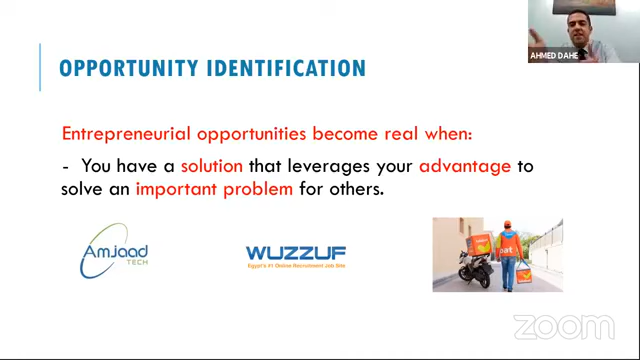 AHMED DAHE
OPPORTUNITY IDENTIFICATION
Entrepreneurial opportunities become real when:
- You have a solution that leverages your advantage to
solve an important problem for others.
AMJAAD
TECH
WUZZUF
Egypt's #1 Online Recruitment Job Site
pat
zoom